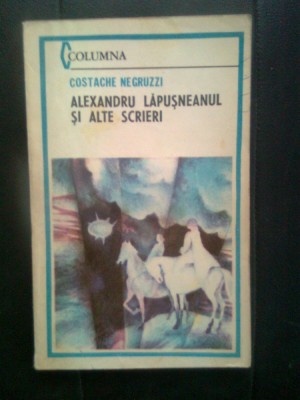 COLUMNA
COSTACHE NEGRUZZI
ALEXANDRU LĂPUȘNEANUL
ȘI ALTE SCRIERI